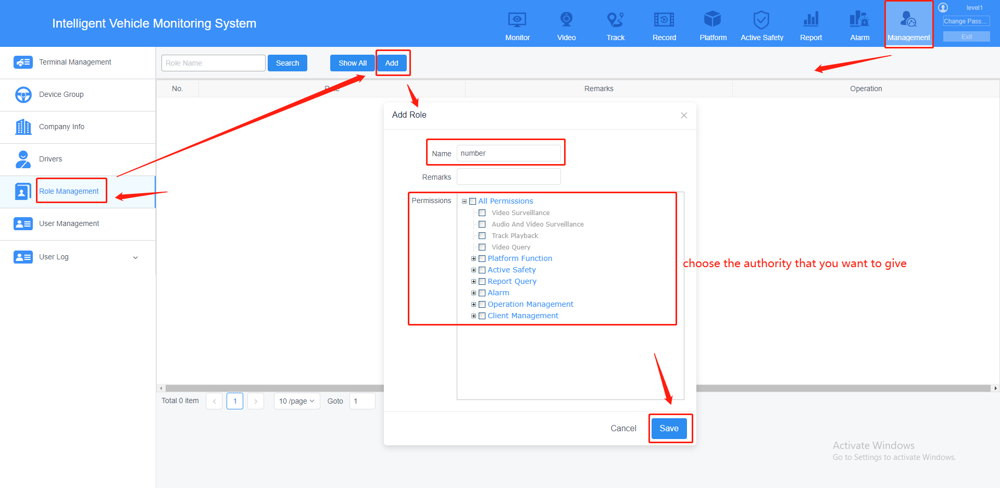 Intelligent Vehicle Monitoring System
Monitor
Video
Track
Record
Platform
Active Safety
Report
Alarm
Management
level1
Change Pass...
Exit
Terminal Management
Device Group
Company Info
Drivers
Role Management
User Management
User Log
Role Name
Search
Show All
Add
No.
Remarks
Operation
Add Role
Name
number
Remarks
Permissions
All Permissions
Video Surveillance
Audio And Video Surveillance
Track Playback
Video Query
Platform Function
Active Safety
Report Query
Alarm
Operation Management
Client Management
choose the authority that you want to give
Total 0 item
1
10 /page
Goto
1
Cancel
Save
Activate Windows
Go to Settings to activate Windows.